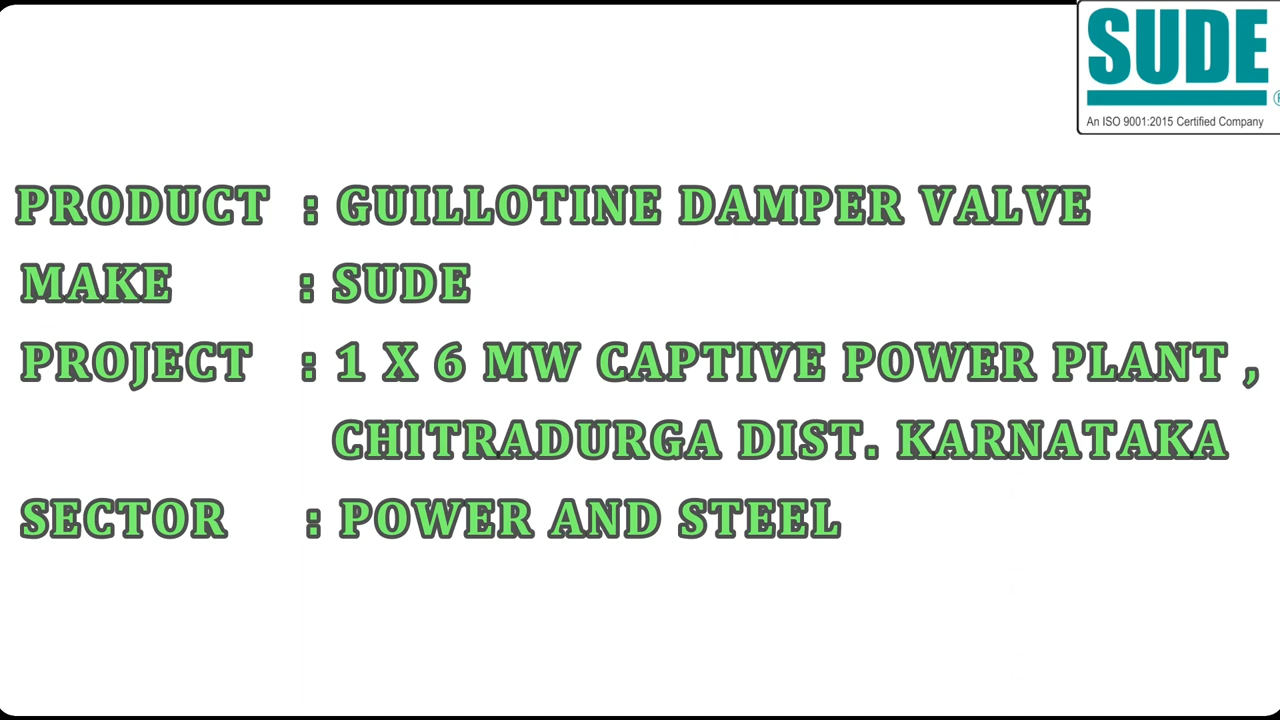 SUDE
®
An ISO 9001:2015 Certified Company
PRODUCT : GUILLOTINE DAMPER VALVE
MAKE : SUDE
PROJECT : 1 X 6 MW CAPTIVE POWER PLANT ,
CHITRADURGA DIST. KARNATAKA
SECTOR : POWER AND STEEL